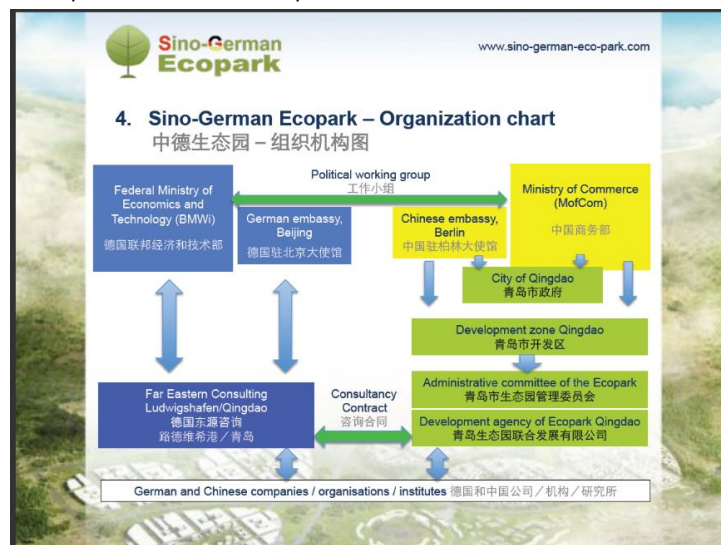 Sino-German
Ecopark
www.sino-german-eco-park.com
4. Sino-German Ecopark – Organization chart
中德生态园 – 组织机构图
Political working group
工作小组
Federal Ministry of
Economics and
Technology (BMWi)
德国联邦经济和技术部
German embassy,
Beijing
德国驻北京大使馆
Chinese embassy,
Berlin
中国驻柏林大使馆
Ministry of Commerce
(MofCom)
中国商务部
City of Qingdao
青岛市政府
Development zone Qingdao
青岛市开发区
Administrative committee of the Ecopark
青岛市生态园管理委员会
Far Eastern Consulting
Ludwigshafen/Qingdao
德国东源咨询
路德维希港／青岛
Consultancy
Contract
咨询合同
Development agency of Ecopark Qingdao
青岛生态园联合发展有限公司
German and Chinese companies / organisations / institutes 德国和中国公司／机构／研究所